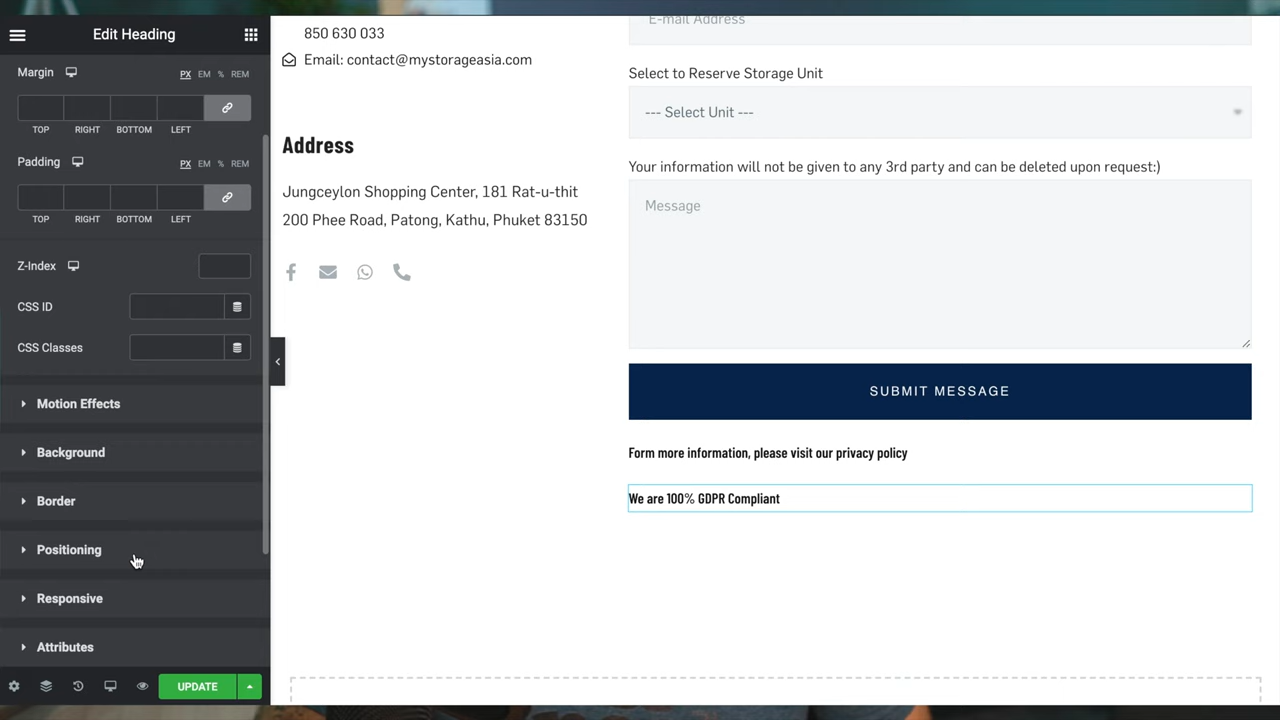 Edit Heading
Margin
PX EM % REM
TOP RIGHT BOTTOM LEFT
Padding
PX EM % REM
TOP RIGHT BOTTOM LEFT
Z-Index
CSS ID
CSS Classes
Motion Effects
Background
Border
Positioning
Responsive
Attributes
UPDATE
850 630 033
Email: contact@mystorageasia.com
Address
Jungceylon Shopping Center, 181 Rat-u-thit
200 Phee Road, Patong, Kathu, Phuket 83150
E-mail Address
Select to Reserve Storage Unit
--- Select Unit ---
Your information will not be given to any 3rd party and can be deleted upon request:)
Message
SUBMIT MESSAGE
Form more information, please visit our privacy policy
We are 100% GDPR Compliant